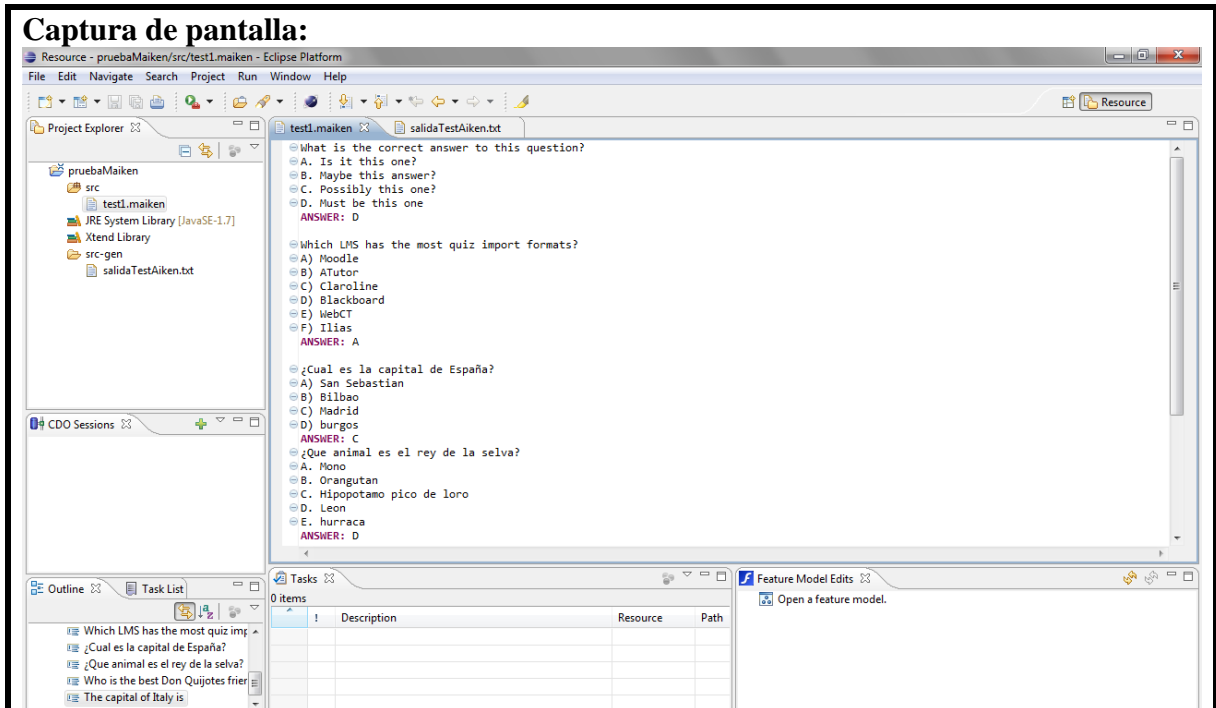 Captura de pantalla:
Resource - pruebaMaiken/src/test1.maiken - Eclipse Platform
File Edit Navigate Search Project Run Window Help
Resource
Project Explorer
pruebaMaiken
src
test1.maiken
JRE System Library [JavaSE-1.7]
Xtend Library
src-gen
salidaTestAiken.txt
CDO Sessions
Outline Task List
Which LMS has the most quiz imp
¿Cual es la capital de España?
¿Que animal es el rey de la selva?
Who is the best Don Quijotes frier
The capital of Italy is
test1.maiken salidaTestAiken.txt
What is the correct answer to this question?
A. Is it this one?
B. Maybe this answer?
C. Possibly this one?
D. Must be this one
ANSWER: D
Which LMS has the most quiz import formats?
A) Moodle
B) ATutor
C) Claroline
D) Blackboard
E) WebCT
F) Ilias
ANSWER: A
¿Cual es la capital de España?
A) San Sebastian
B) Bilbao
C) Madrid
D) burgos
ANSWER: C
¿Que animal es el rey de la selva?
A. Mono
B. Orangutan
C. Hipopotamo pico de loro
D. Leon
E. hurraca
ANSWER: D
Tasks
0 items
! Description Resource Path
Feature Model Edits
Open a feature model.